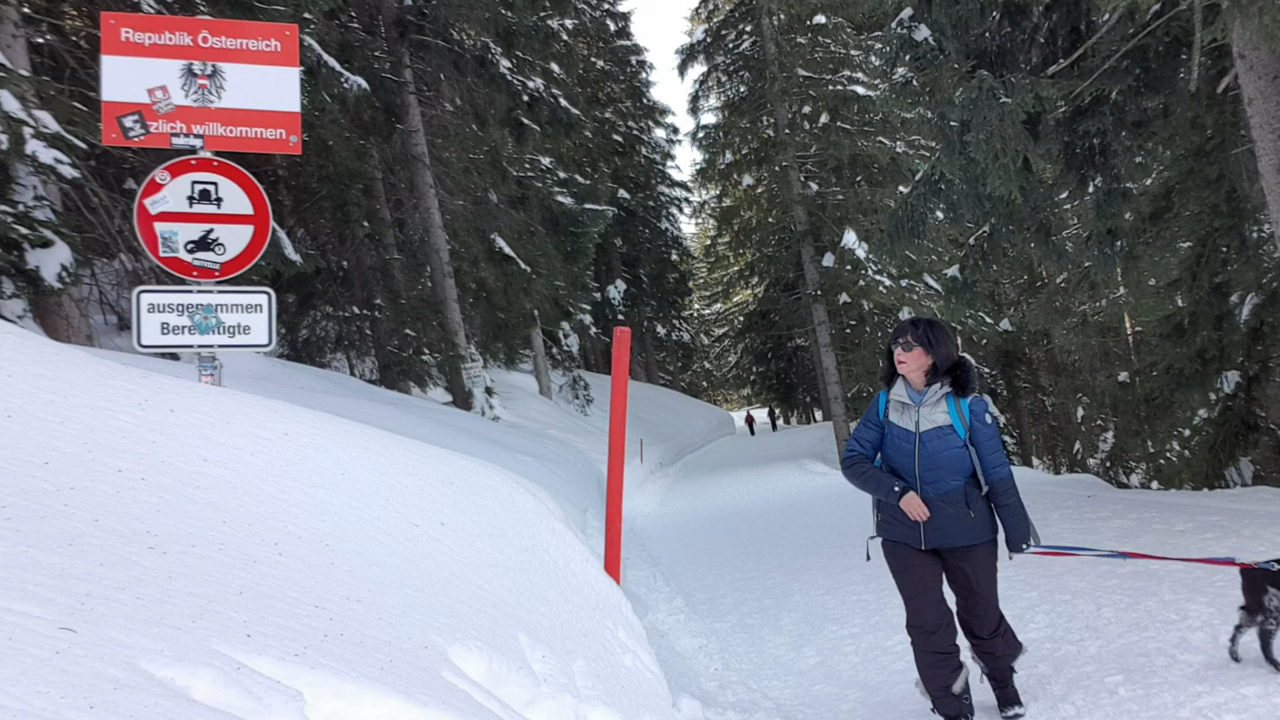 Republik Österreich
zlich willkommen
ausgenommen
Berechtigte